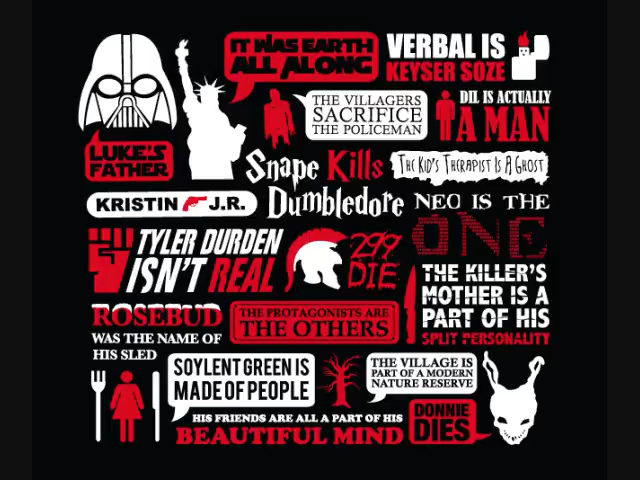 IT WAS EARTH
ALL ALONG
VERBAL IS
KEYSER SOZE
THE VILLAGERS
SACRIFICE
THE POLICEMAN
DIL IS ACTUALLY
A MAN
LUKE'S
FATHER
Snape Kills
Dumbledore
THE KID'S THERAPIST IS A GHOST
KRISTIN J.R.
NEO IS THE
ONE
TYLER DURDEN
ISN'T REAL
299
DIE
THE KILLER'S
MOTHER IS A
PART OF HIS
SPLIT PERSONALITY
ROSEBUD
WAS THE NAME OF
HIS SLED
THE PROTAGONISTS ARE
THE OTHERS
SOYLENT GREEN IS
MADE OF PEOPLE
THE VILLAGE IS
PART OF A MODERN
NATURE RESERVE
HIS FRIENDS ARE ALL A PART OF HIS
BEAUTIFUL MIND
DONNIE
DIES